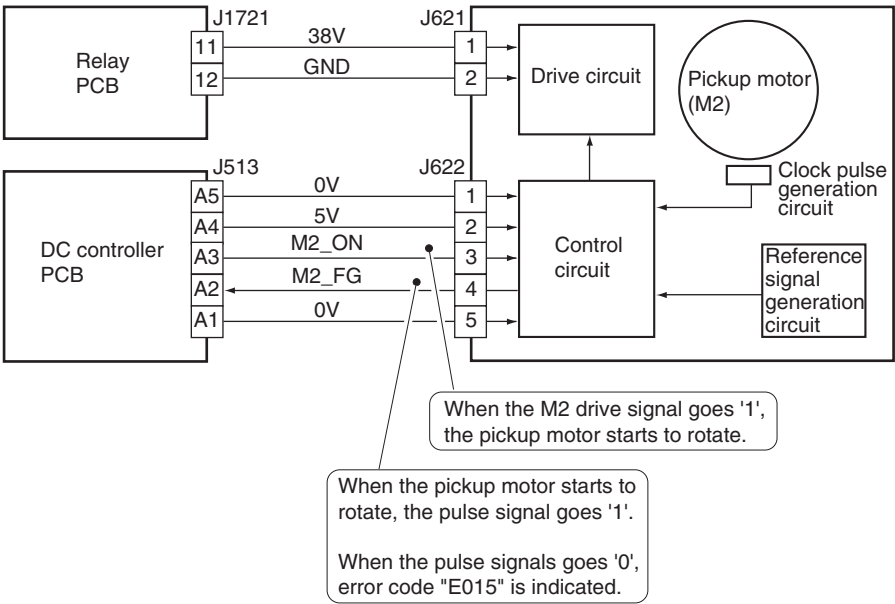 J1721
J621
Relay
PCB
11
38V
1
12
GND
2
Drive circuit
Pickup motor
(M2)
Clock pulse
generation
circuit
J513
J622
DC controller
PCB
A5
0V
1
A4
5V
2
A3
M2_ON
3
A2
M2_FG
4
A1
0V
5
Control
circuit
Reference
signal
generation
circuit
When the M2 drive signal goes '1',
the pickup motor starts to rotate.
When the pickup motor starts to
rotate, the pulse signal goes '1'.
When the pulse signals goes '0',
error code "E015" is indicated.